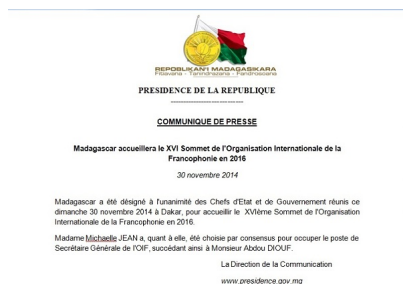 REPOBLIKAN'I MADAGASIKARA
Fitiavana - Tanindrazana - Fandrosoana
PRESIDENCE DE LA REPUBLIQUE
COMMUNIQUE DE PRESSE
Madagascar accueillera le XVI Sommet de l'Organisation Internationale de la
Francophonie en 2016
30 novembre 2014
Madagascar a été désigné à l'unanimité des Chefs d'Etat et de Gouvernement réunis ce
dimanche 30 novembre 2014 à Dakar, pour accueillir le XVIème Sommet de l'Organisation
Internationale de la Francophonie en 2016.
Madame Michaelle JEAN a, quant à elle, été choisie par consensus pour occuper le poste de
Secrétaire Générale de l'OIF, succédant ainsi à Monsieur Abdou DIOUF.
La Direction de la Communication
www.presidence.gov.mg